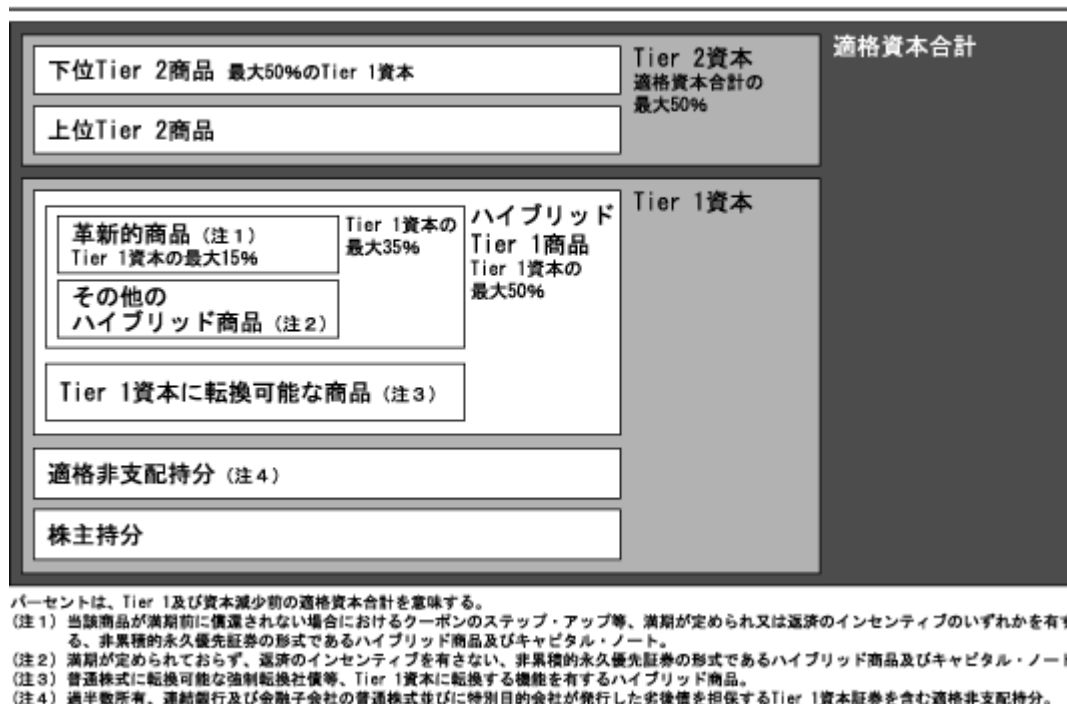 適格資本合計
下位Tier 2商品 最大50%のTier 1資本
上位Tier 2商品
Tier 2資本
適格資本合計の
最大50%
Tier 1資本
ハイブリッド
Tier 1商品
Tier 1資本の
最大50%
Tier 1資本の
最大35%
革新的商品（注１）
Tier 1資本の最大15%
その他の
ハイブリッド商品（注２）
Tier 1資本に転換可能な商品（注３）
適格非支配持分（注４）
株主持分
パーセントは、Tier 1及び資本減少前の適格資本合計を意味する。
（注１）当該商品が満期前に償還されない場合におけるクーポンのステップ・アップ等、満期が定められ又は返済のインセンティブのいずれかを有す
る、非累積的永久優先証券の形式であるハイブリッド商品及びキャピタル・ノート。
（注２）満期が定められておらず、返済のインセンティブを有さない、非累積的永久優先証券の形式であるハイブリッド商品及びキャピタル・ノー
（注３）普通株式に転換可能な強制転換社債等、Tier 1資本に転換する機能を有するハイブリッド商品。
（注４）過半数所有、連結銀行及び金融子会社の普通株式並びに特別目的会社が発行した劣後債を担保するTier 1資本証券を含む適格非支配持分。